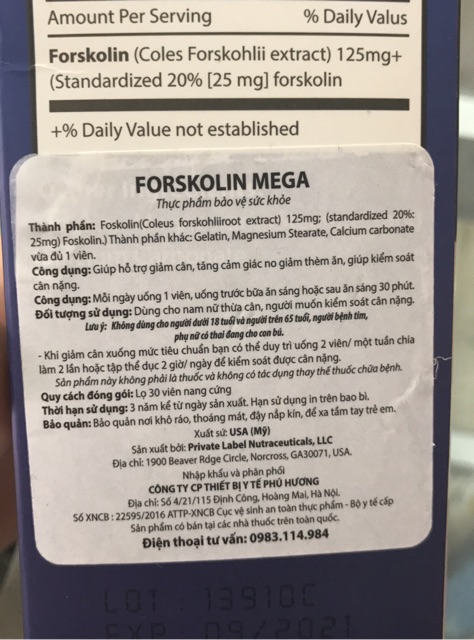 Amount Per Serving % Daily Valus
Forskolin (Coles Forskohlii extract) 125mg+
(Standardized 20% [25 mg] forskolin
+% Daily Value not established
FORSKOLIN MEGA
Thực phẩm bảo vệ sức khỏe
Thành phần: Foskolin(Coleus forskohliiroot extract) 125mg; (standardized 20%:
25mg) Foskolin.) Thành phần khác: Gelatin, Magnesium Stearate, Calcium carbonate
vừa đủ 1 viên.
Công dụng: Giúp hỗ trợ giảm cân, tăng cảm giác no giảm thèm ăn, giúp kiểm soát
cân nặng.
Công dụng: Mỗi ngày uống 1 viên, uống trước bữa ăn sáng hoặc sau ăn sáng 30 phút.
Đối tượng sử dụng: Dùng cho nam nữ thừa cân, người muốn kiểm soát cân nặng.
Lưu ý: Không dùng cho người dưới 18 tuổi và người trên 65 tuổi, người bệnh tim,
phụ nữ có thai đang cho con bú.
- Khi giảm cân xuống mức tiêu chuẩn bạn có thể duy trì uống 2 viên/ một tuần chia
làm 2 lần hoặc tập thể dục 2 giờ/ ngày để kiểm soát được cân nặng.
Sản phẩm này không phải là thuốc và không có tác dụng thay thế thuốc chữa bệnh.
Quy cách đóng gói: Lọ 30 viên nang cứng
Thời hạn sử dụng: 3 năm kể từ ngày sản xuất. Hạn sử dụng in trên bao bì.
Bảo quản: Bảo quản nơi khô ráo, thoáng mát, đậy nắp kín, để xa tầm tay trẻ em.
Xuất sứ: USA (Mỹ)
Sản xuất bởi: Private Label Nutraceuticals, LLC
Địa chỉ: 1900 Beaver Rdge Circle, Norcross, GA30071, USA.
Nhập khẩu và phân phối
CÔNG TY CP THIẾT BỊ Y TẾ PHÚ HƯƠNG
Địa chỉ: Số 4/21/115 Định Công, Hoàng Mai, Hà Nội.
Số XNCB : 22595/2016 ATTP-XNCB Cục vệ sinh an toàn thực phẩm - Bộ y tế cấp
Sản phẩm có bán tại các nhà thuốc trên toàn quốc.
Điện thoại tư vấn: 0983.114.984
LOT : 13910C
EXP : 09/2021